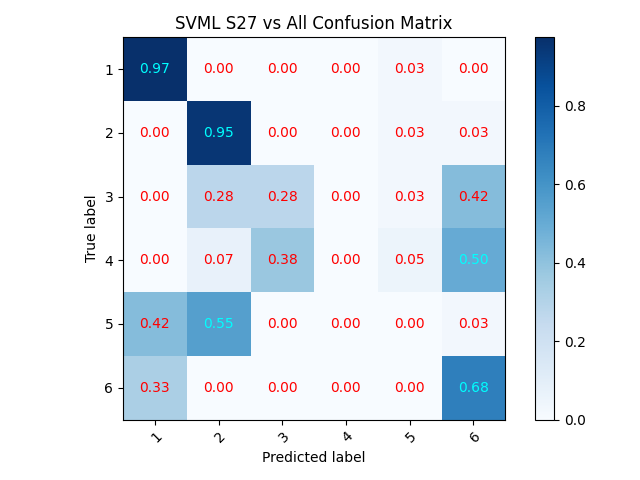 SVML S27 vs All Confusion Matrix
1 0.97 0.00 0.00 0.00 0.03 0.00
2 0.00 0.95 0.00 0.00 0.03 0.03
3 0.00 0.28 0.28 0.00 0.03 0.42
4 0.00 0.07 0.38 0.00 0.05 0.50
5 0.42 0.55 0.00 0.00 0.00 0.03
6 0.33 0.00 0.00 0.00 0.00 0.68
True label
1 2 3 4 5 6
Predicted label
0.8
0.6
0.4
0.2
0.0